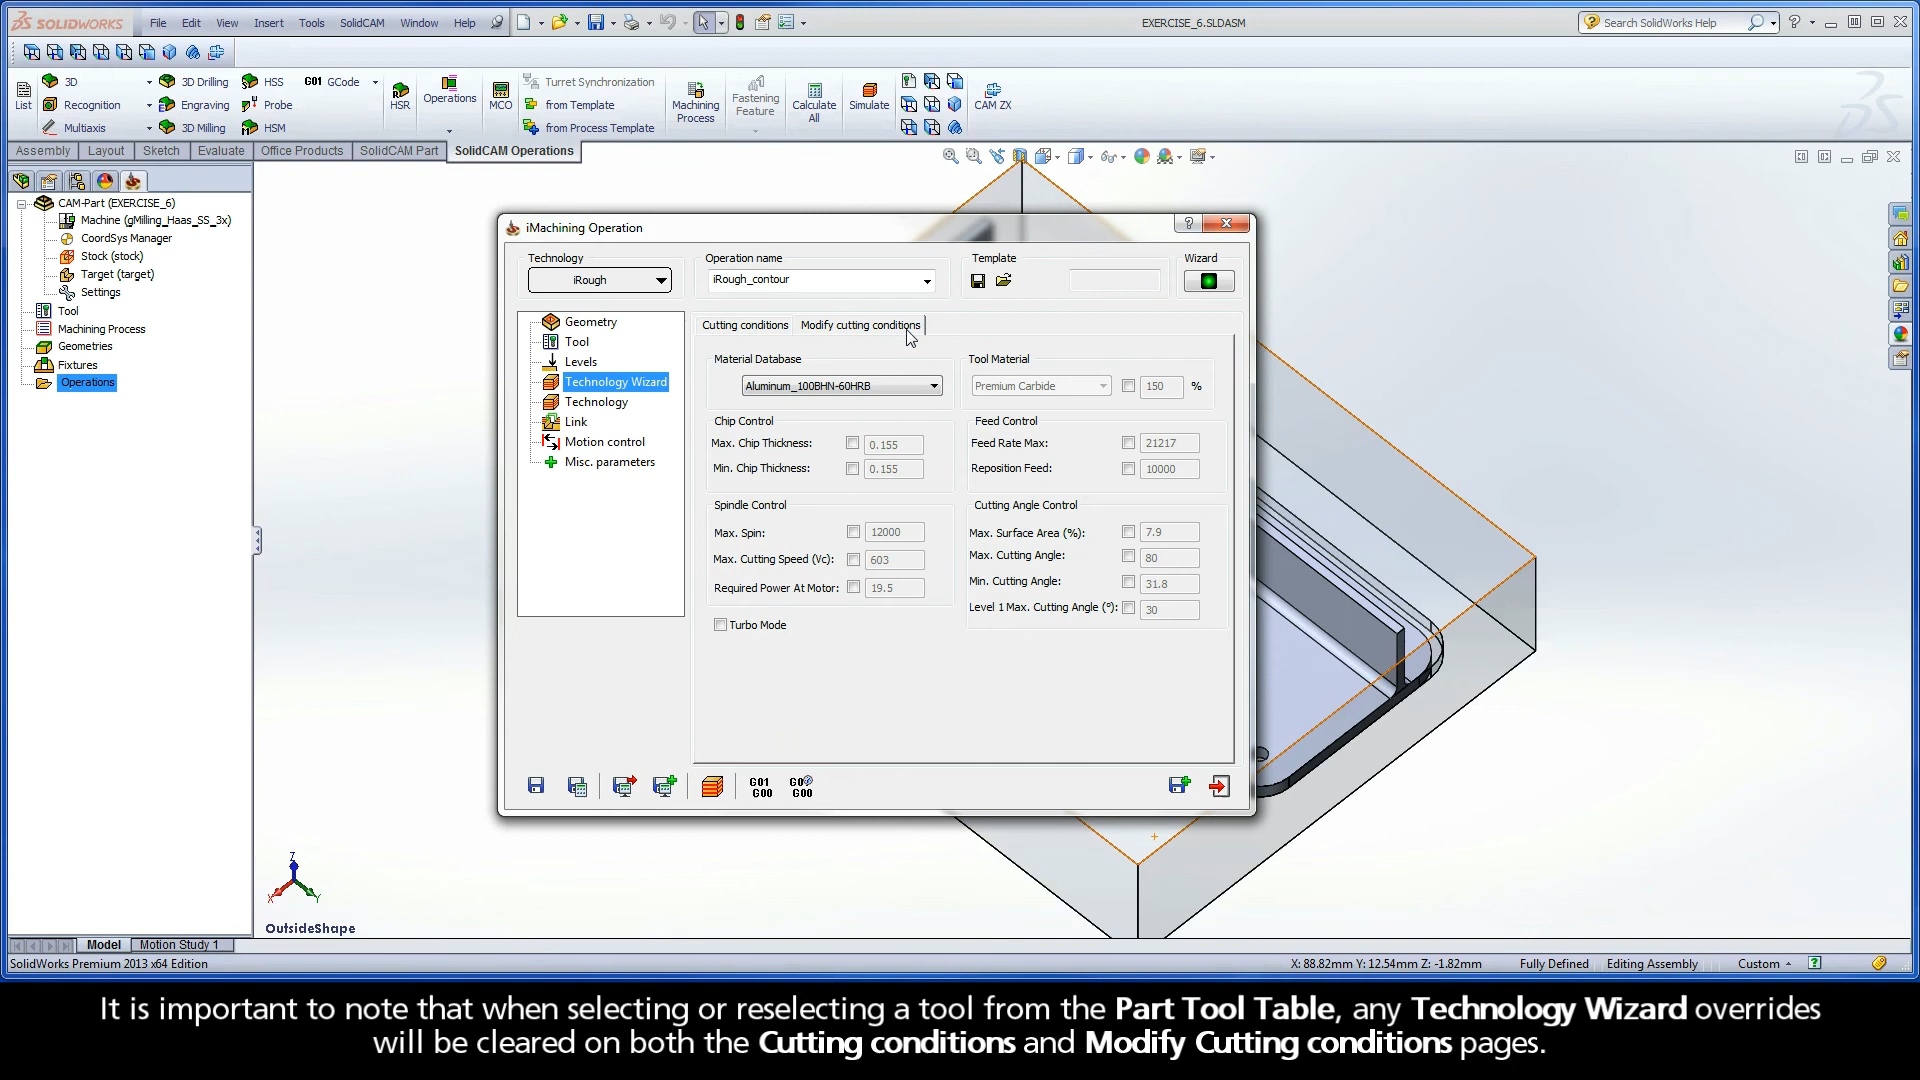 SOLIDWORKS File Edit View Insert Tools SolidCAM Window Help EXERCISE_6.SLDASM Search SolidWorks Help
3D 3D Drilling HSS G01 GCode Turret Synchronization
List Recognition Engraving Probe HSR Operations MCO from Template Machining Process Fastening Feature Calculate All Simulate CAM ZX
Multiaxis 3D Milling HSM from Process Template
Assembly Layout Sketch Evaluate Office Products SolidCAM Part SolidCAM Operations
CAM-Part (EXERCISE_6)
Machine (gMilling_Haas_SS_3x)
CoordSys Manager
Stock (stock)
Target (target)
Settings
Tool
Machining Process
Geometries
Fixtures
Operations
iMachining Operation
Technology Operation name Template Wizard
iRough iRough_contour
Geometry
Tool
Levels
Technology Wizard
Technology
Link
Motion control
Misc. parameters
Cutting conditions Modify cutting conditions
Material Database Tool Material
Aluminum_100BHN-60HRB Premium Carbide 150 %
Chip Control Feed Control
Max. Chip Thickness: 0.155 Feed Rate Max: 21217
Min. Chip Thickness: 0.155 Reposition Feed: 10000
Spindle Control Cutting Angle Control
Max. Spin: 12000 Max. Surface Area (%): 7.9
Max. Cutting Speed (Vc): 603 Max. Cutting Angle: 80
Required Power At Motor: 19.5 Min. Cutting Angle: 31.8
Level 1 Max. Cutting Angle (°): 30
Turbo Mode
G01 G00
G00
Z
X Y
OutsideShape
Model Motion Study 1
SolidWorks Premium 2013 x64 Edition X: 88.82mm Y: 12.54mm Z: -1.82mm Fully Defined Editing Assembly Custom
It is important to note that when selecting or reselecting a tool from the Part Tool Table, any Technology Wizard overrides
will be cleared on both the Cutting conditions and Modify Cutting conditions pages.